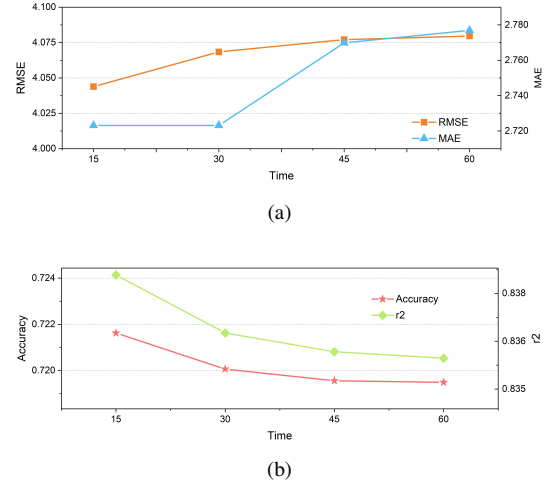 4.100
4.075
4.050
4.025
4.000
RMSE
2.780
2.760
2.740
2.720
MAE
RMSE
MAE
15 30 45 60
Time
(a)
0.724
0.722
0.720
Accuracy
0.838
0.836
0.835
r2
Accuracy
r2
15 30 45 60
Time
(b)